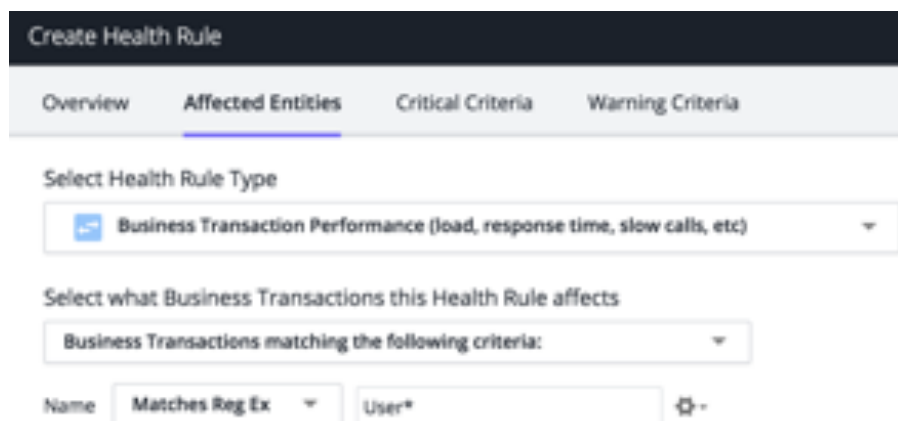 Create Health Rule
Overview Affected Entities Critical Criteria Warning Criteria
Select Health Rule Type
Business Transaction Performance (load, response time, slow calls, etc)
Select what Business Transactions this Health Rule affects
Business Transactions matching the following criteria:
Name Matches Reg Ex User*